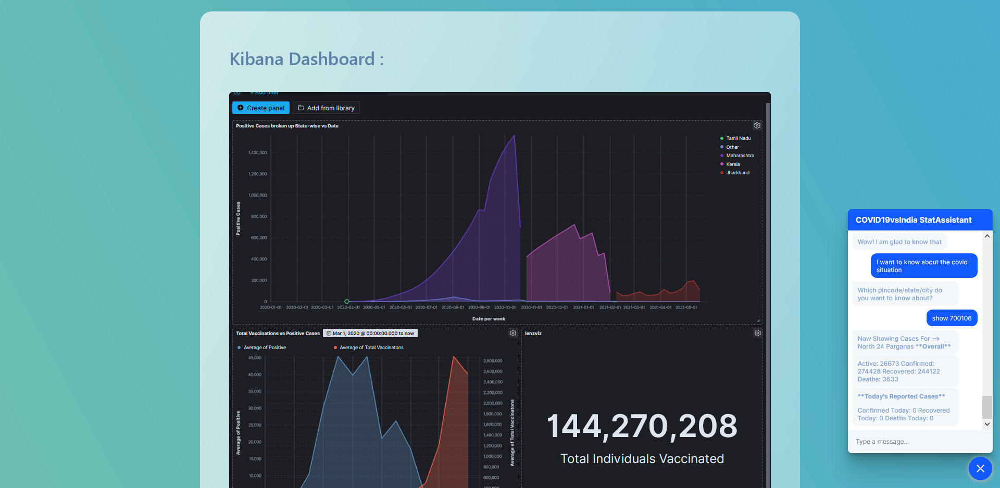 Kibana Dashboard :
+ Add filter
Create panel
Add from library
Positive Cases broken up State-wise vs Date
1,400,000
1,200,000
1,000,000
800,000
600,000
400,000
200,000
0
Positive Cases
2020-01-01 2020-02-01 2020-03-01 2020-04-01 2020-05-01 2020-06-01 2020-07-01 2020-08-01 2020-09-01 2020-10-01 2020-11-01 2020-12-01 2021-01-01 2021-02-01 2021-03-01 2021-04-01 2021-05-01
Date per week
Tamil Nadu
Other
Maharashtra
Kerala
Jharkhand
Total Vaccinations vs Positive Cases
Mar 1, 2020 @ 00:00:00.000 to now
Average of Positive
Average of Total Vaccinatons
45,000
40,000
35,000
30,000
25,000
20,000
15,000
10,000
Average of Positive
2,800,000
2,600,000
2,400,000
2,200,000
2,000,000
1,800,000
1,600,000
1,400,000
1,200,000
1,000,000
800,000
600,000
400,000
Average of Total Vaccinatons
lenzviz
144,270,208
Total Individuals Vaccinated
COVID19vsIndia StatAssistant
Wow! I am glad to know that
I want to know about the covid
situation
Which pincode/state/city do
you want to know about?
show 700106
Now Showing Cases For -->
North 24 Parganas **Overall**
Active: 26673 Confirmed:
274428 Recovered: 244122
Deaths: 3633
**Today's Reported Cases**
Confirmed Today: 0 Recovered
Today: 0 Deaths Today: 0
Type a message...